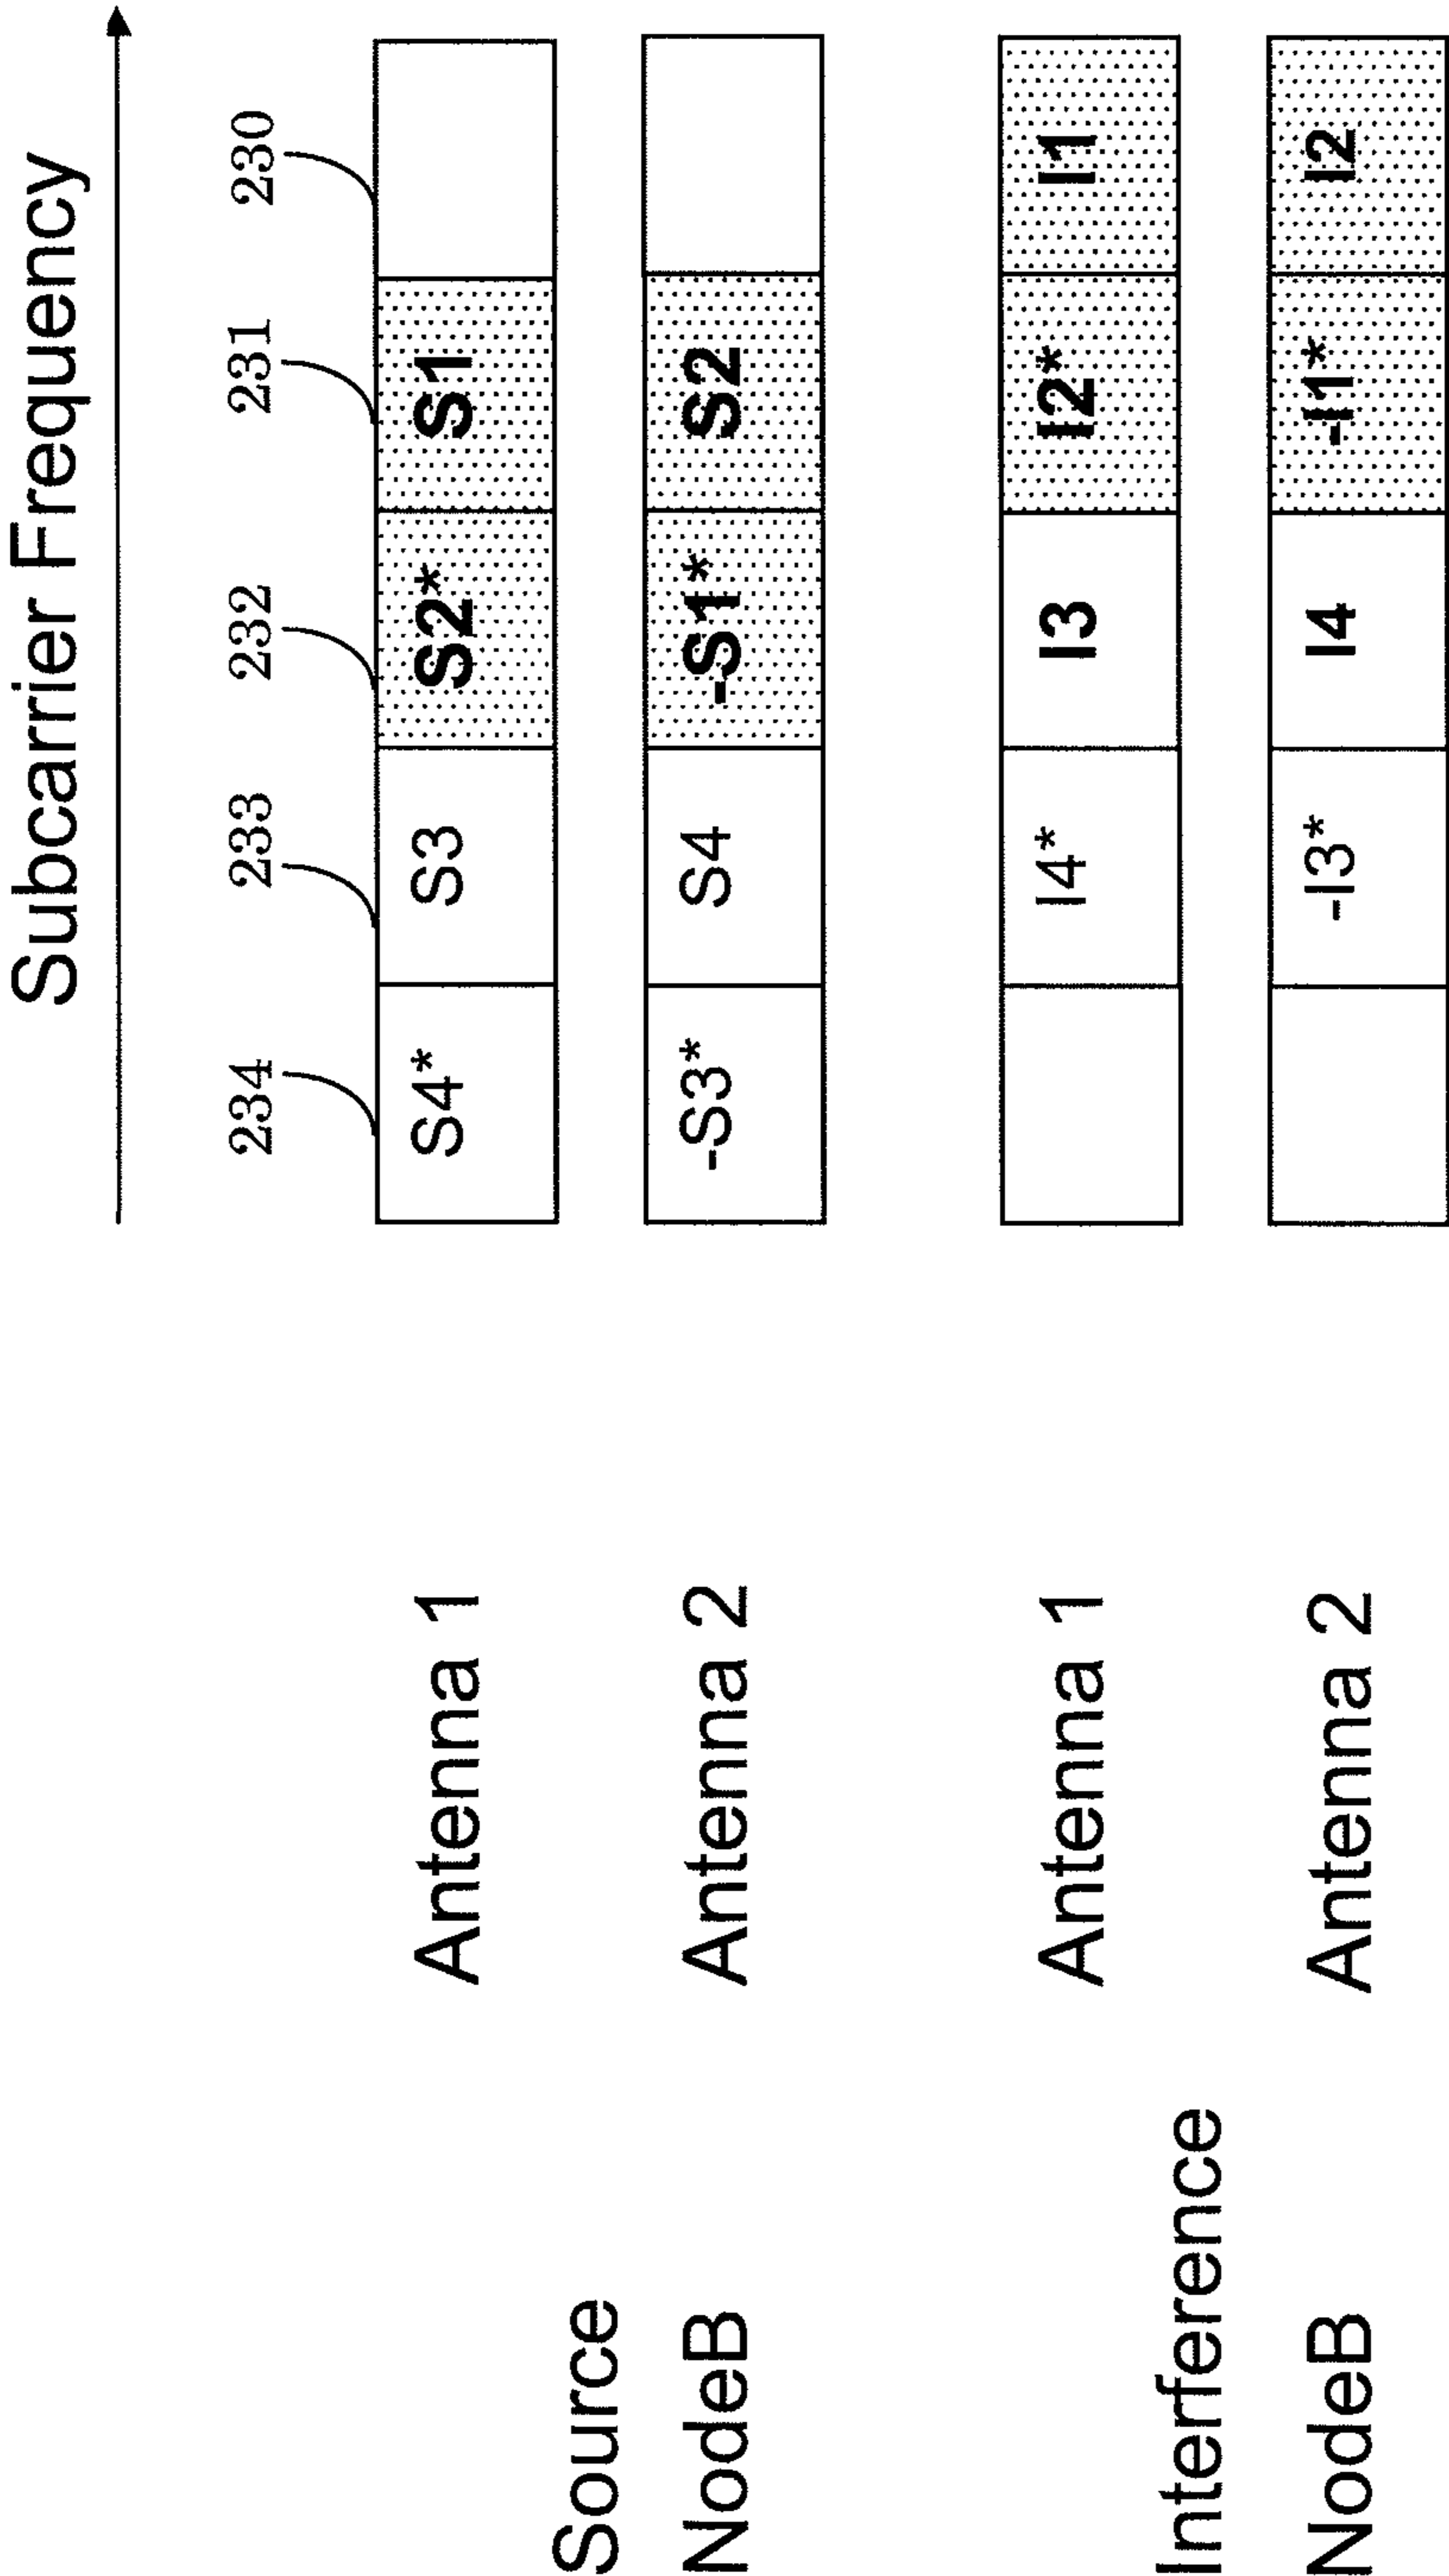 Subcarrier Frequency
234 233 232 231 230
Antenna 1 S4* S3 S2* S1
Source
NodeB Antenna 2 -S3* S4 -S1* S2
Antenna 1 I4* I3 I2* I1
Interference
NodeB Antenna 2 -I3* I4 -I1* I2